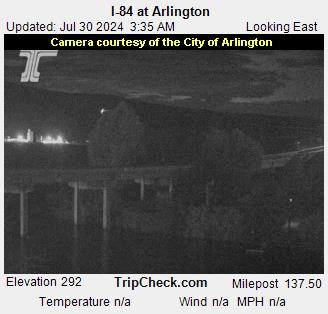 I-84 at Arlington
Updated: Jul 30 2024 3:35 AM Looking East
Camera courtesy of the City of Arlington
Elevation 292 TripCheck.com Milepost 137.50
Temperature n/a Wind n/a MPH n/a